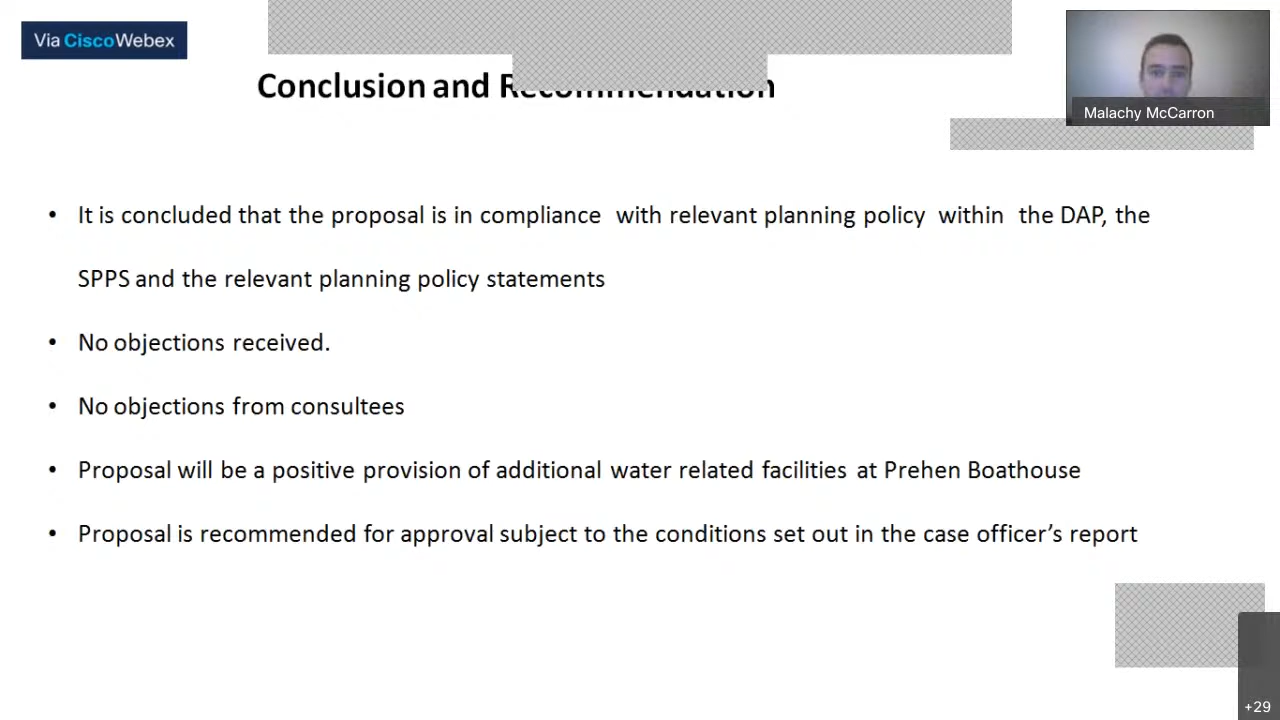 Via CiscoWebex
Conclusion and Recommendation
Malachy McCarron
• It is concluded that the proposal is in compliance with relevant planning policy within the DAP, the
SPPS and the relevant planning policy statements
• No objections received.
• No objections from consultees
• Proposal will be a positive provision of additional water related facilities at Prehen Boathouse
• Proposal is recommended for approval subject to the conditions set out in the case officer’s report
+29